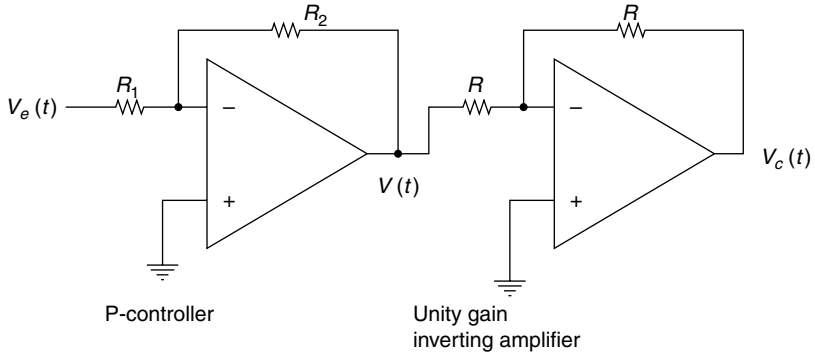 R2
R
R1
Ve (t)
−
R
−
V (t)
Vc (t)
+
+
P-controller
Unity gain
inverting amplifier